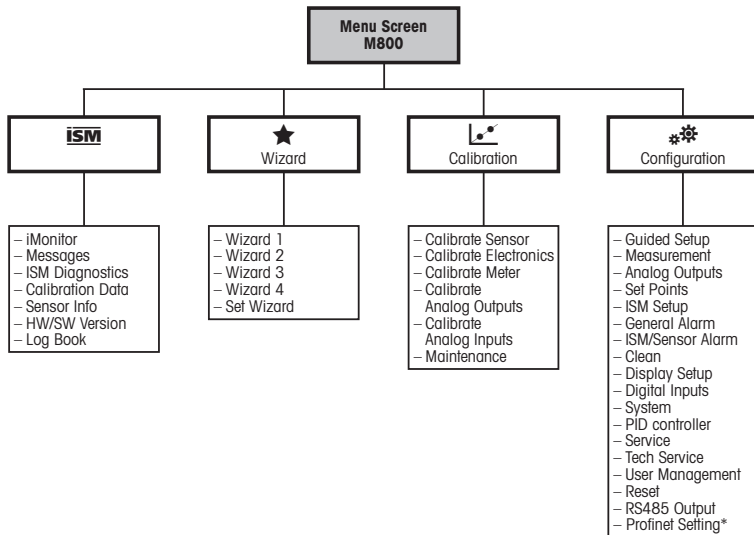 Menu Screen
M800
ISM
Wizard
Calibration
Configuration
– iMonitor
– Messages
– ISM Diagnostics
– Calibration Data
– Sensor Info
– HW/SW Version
– Log Book
– Wizard 1
– Wizard 2
– Wizard 3
– Wizard 4
– Set Wizard
– Calibrate Sensor
– Calibrate Electronics
– Calibrate Meter
– Calibrate
Analog Outputs
– Calibrate
Analog Inputs
– Maintenance
– Guided Setup
– Measurement
– Analog Outputs
– Set Points
– ISM Setup
– General Alarm
– ISM/Sensor Alarm
– Clean
– Display Setup
– Digital Inputs
– System
– PID controller
– Service
– Tech Service
– User Management
– Reset
– RS485 Output
– Profinet Setting*